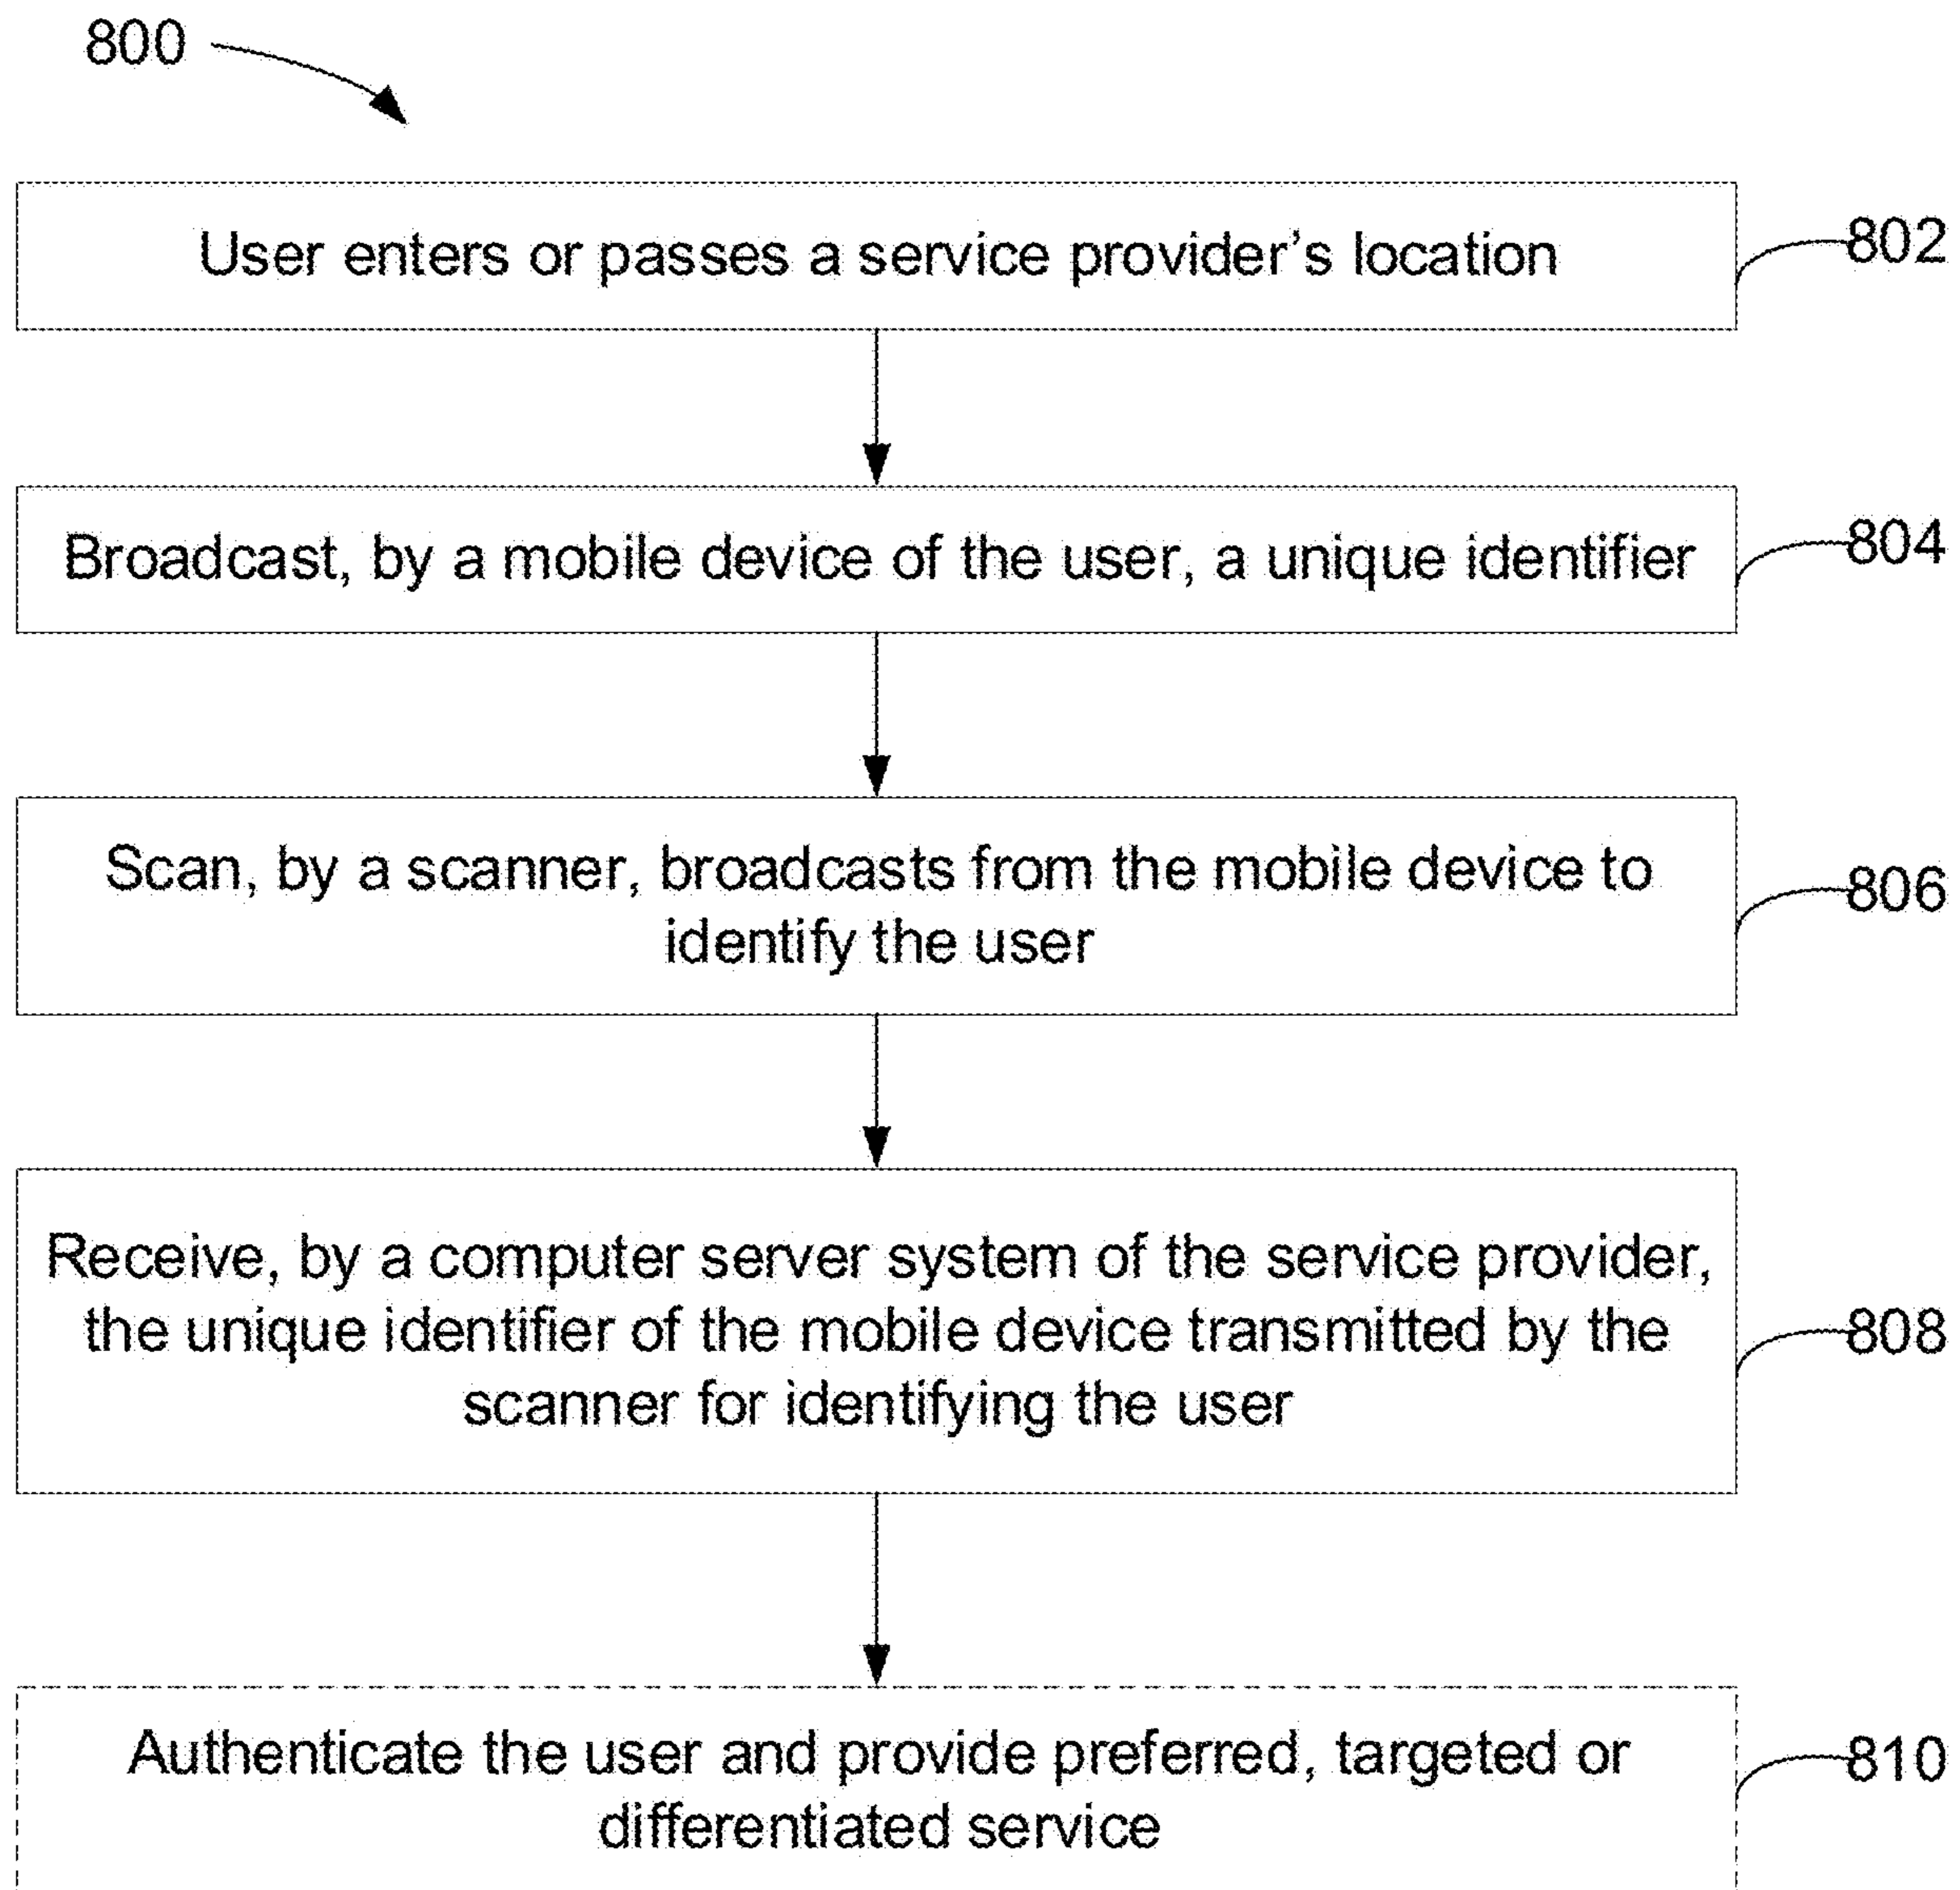 800
User enters or passes a service provider’s location
802
Broadcast, by a mobile device of the user, a unique identifier
804
Scan, by a scanner, broadcasts from the mobile device to
identify the user
806
Receive, by a computer server system of the service provider,
the unique identifier of the mobile device transmitted by the
scanner for identifying the user
808
Authenticate the user and provide preferred, targeted or
differentiated service
810